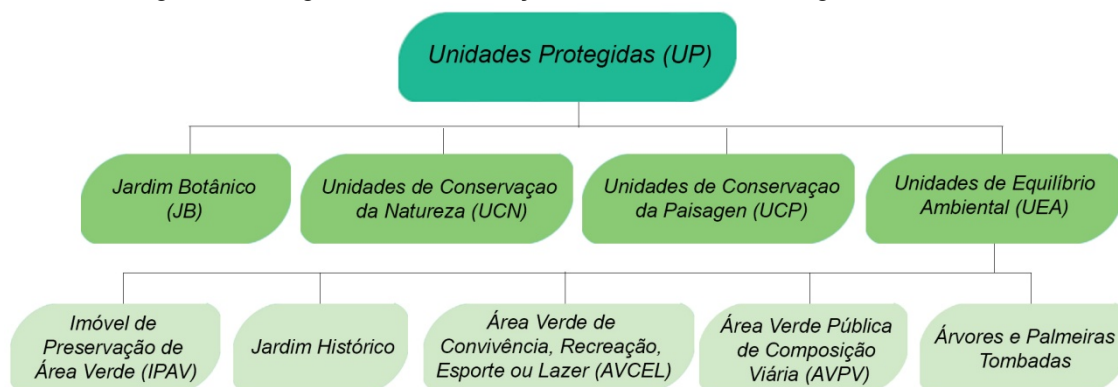 Unidades Protegidas (UP)
Jardim Botânico
(JB)
Unidades de Conservaçao
da Natureza (UCN)
Unidades de Conservaçao
da Paisagen (UCP)
Unidades de Equilíbrio
Ambiental (UEA)
Imóvel de
Preservação de
Área Verde (IPAV)
Jardim Histórico
Área Verde de
Convivência, Recreação,
Esporte ou Lazer (AVCEL)
Área Verde Pública
de Composição
Viária (AVPV)
Árvores e Palmeiras
Tombadas